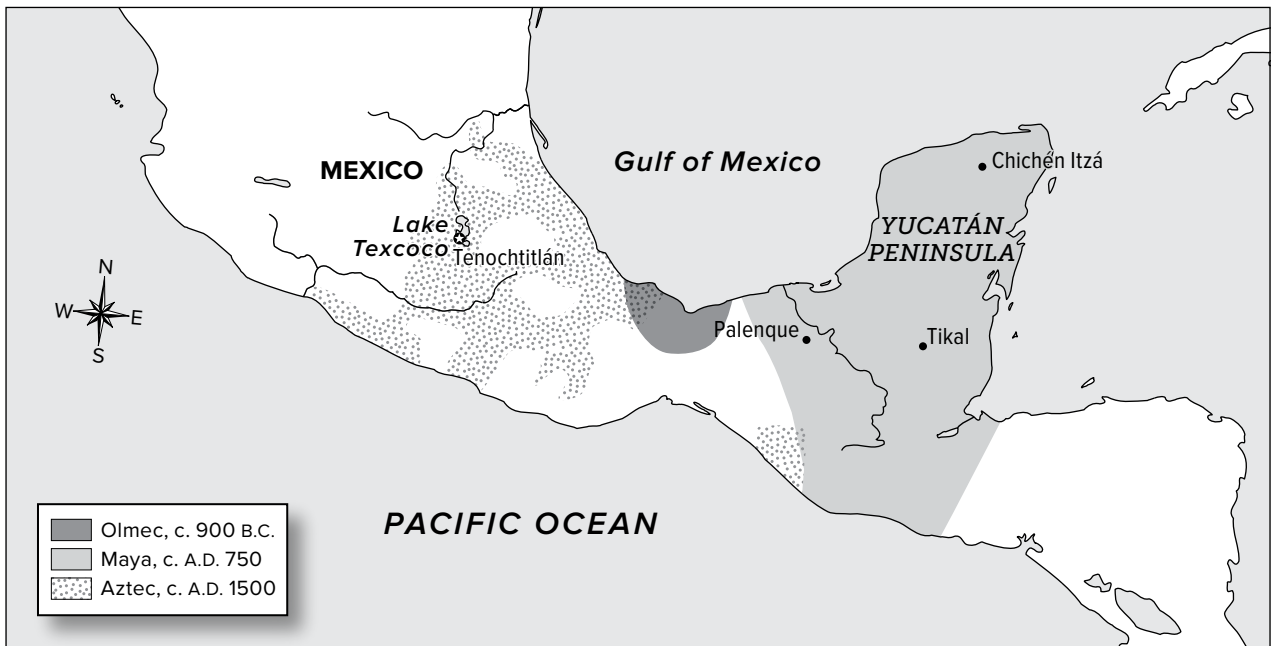 MEXICO
Gulf of Mexico
Chichén Itzá
YUCATÁN
PENINSULA
Lake
Texcoco
Tenochtitlán
N
W
E
S
Palenque
Tikal
PACIFIC OCEAN
Olmec, c. 900 B.C.
Maya, c. A.D. 750
Aztec, c. A.D. 1500